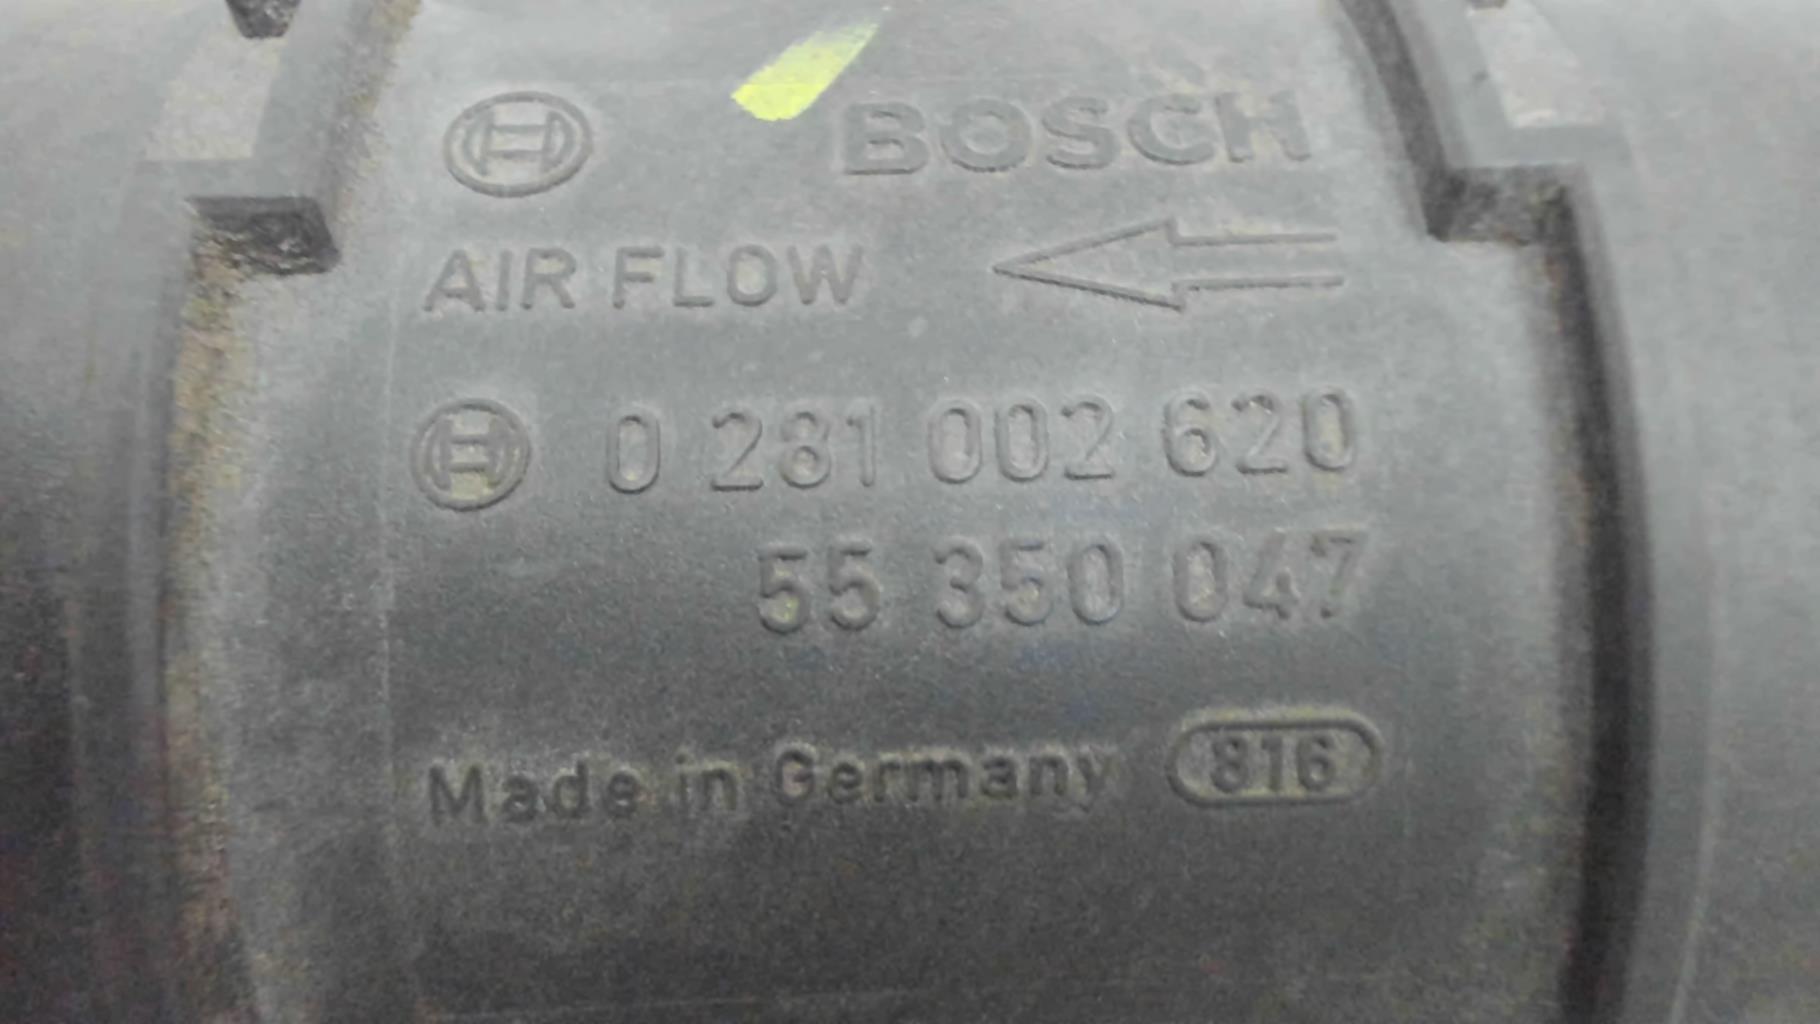 BOSCH
AIR FLOW
0 281 002 620
55 350 047
Made in Germany 816